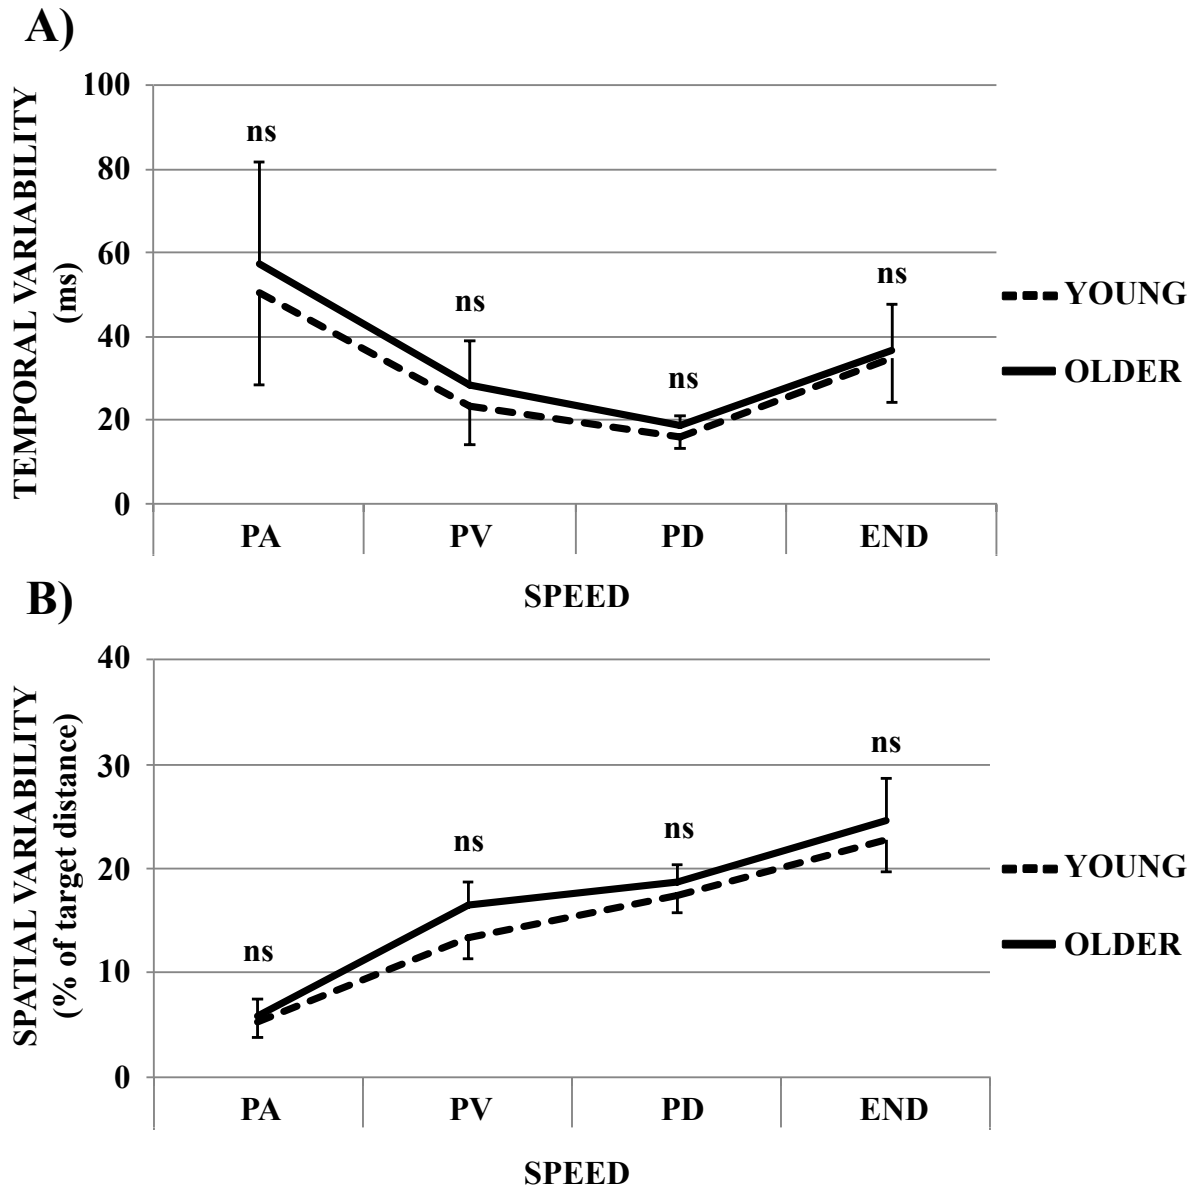 A)
TEMPORAL VARIABILITY
(ms)
100
80
60
40
20
0
ns
ns
ns
ns
PA
PV
PD
END
SPEED
YOUNG
OLDER
B)
SPATIAL VARIABILITY
(% of target distance)
40
30
20
10
0
ns
ns
ns
ns
PA
PV
PD
END
SPEED
YOUNG
OLDER